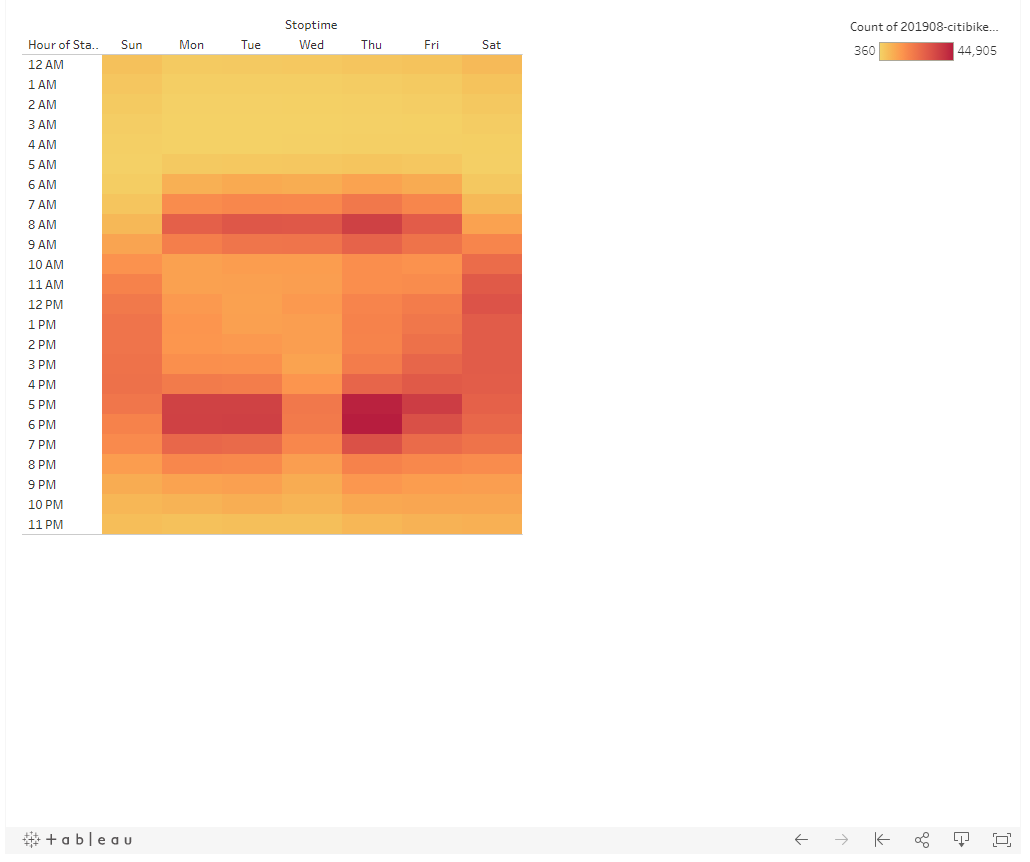 Stoptime
Count of 201908-citibike...
Hour of Sta.. Sun Mon Tue Wed Thu Fri Sat
360 44,905
12 AM
1 AM
2 AM
3 AM
4 AM
5 AM
6 AM
7 AM
8 AM
9 AM
10 AM
11 AM
12 PM
1 PM
2 PM
3 PM
4 PM
5 PM
6 PM
7 PM
8 PM
9 PM
10 PM
11 PM
+ a b l e a u